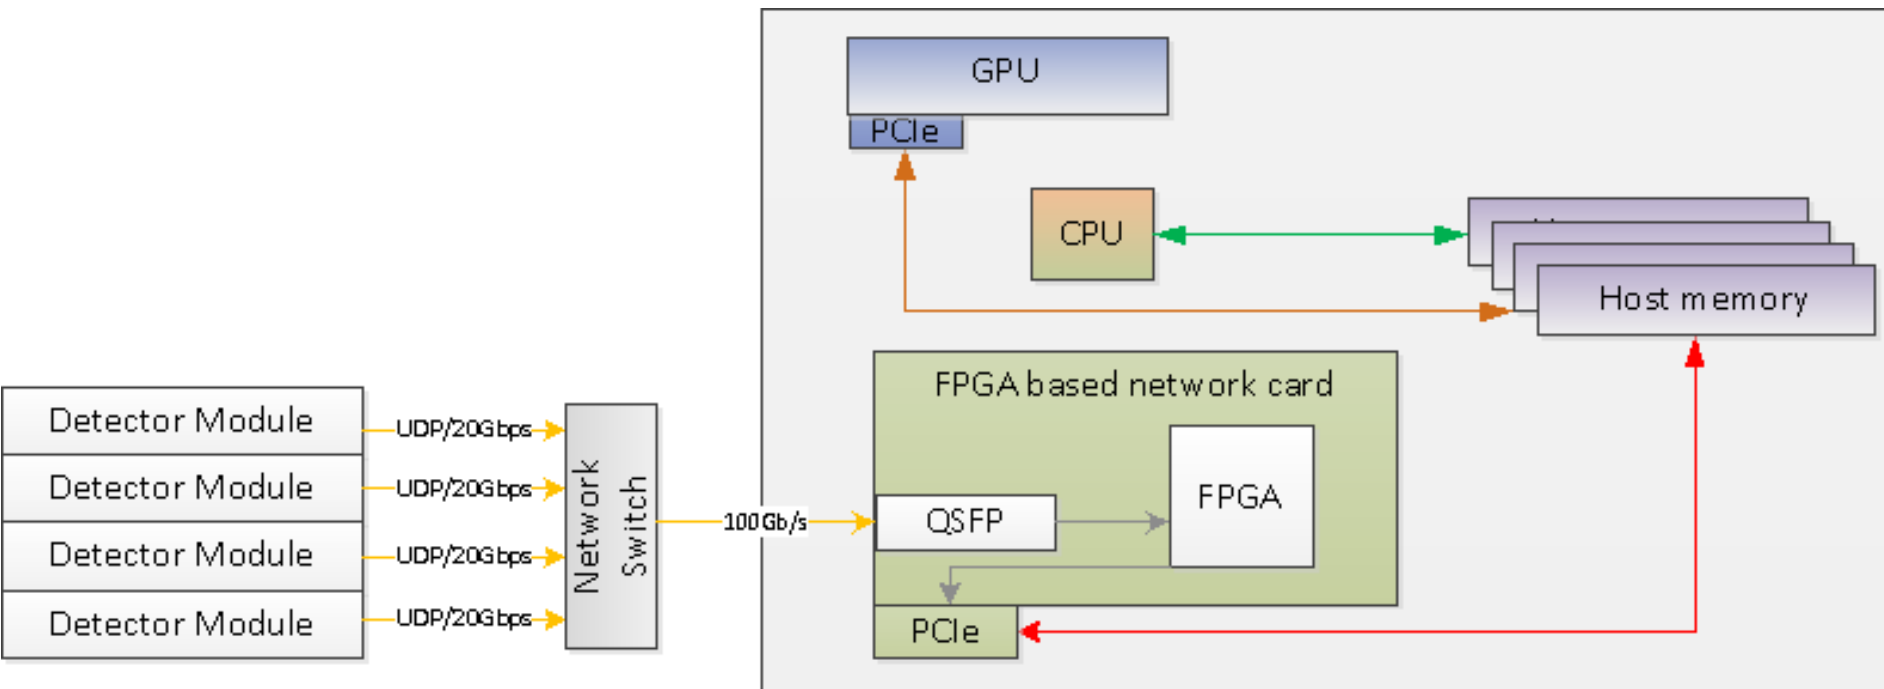 GPU
PCIe
CPU
Host memory
FPGA based network card
FPGA
QSFP
PCIe
Detector Module
Detector Module
Detector Module
Detector Module
UDP/20Gbps
UDP/20Gbps
UDP/20Gbps
UDP/20Gbps
Network
Switch
100Gb/s